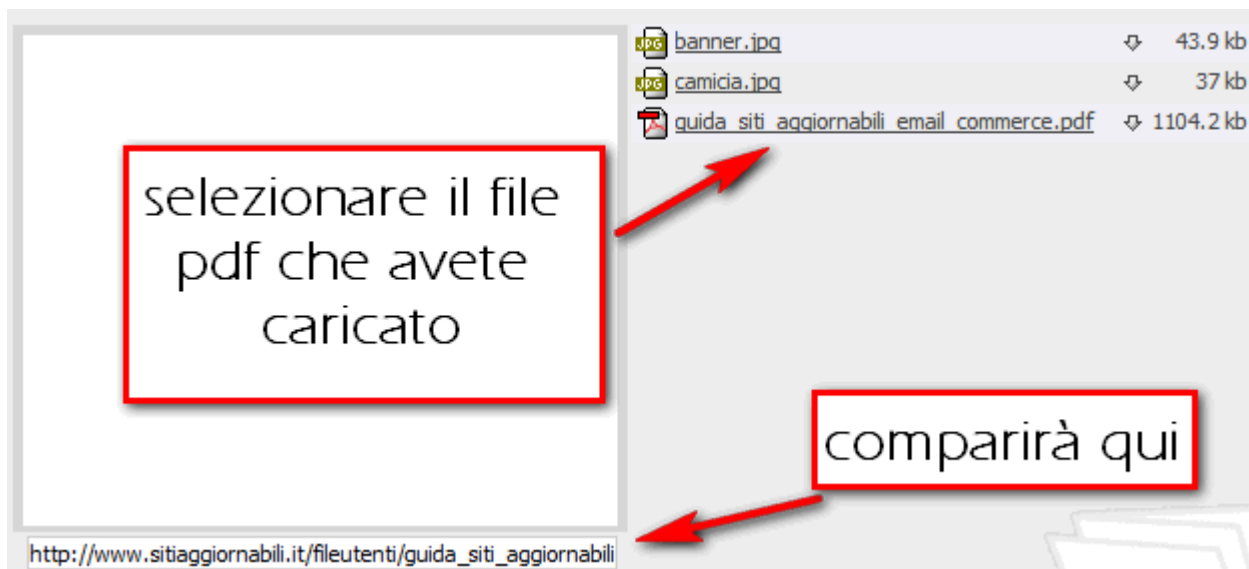 banner.jpg 43.9 kb
camicia.jpg 37 kb
guida_siti_aggiornabili_email_commerce.pdf 1104.2 kb
selezionare il file
pdf che avete
caricato
comparirà qui
http://www.sitiaggiornabili.it/fileutenti/guida_siti_aggiornabili